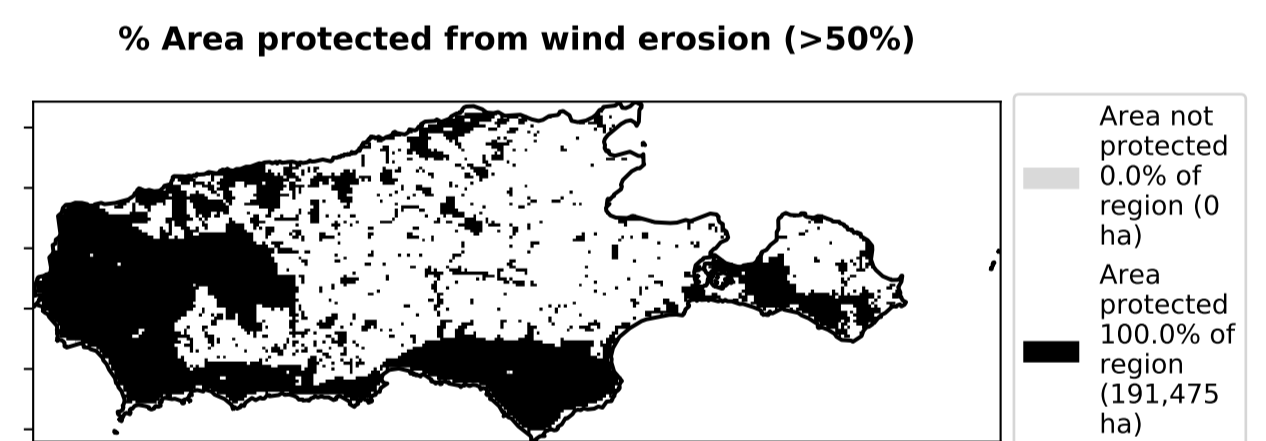 % Area protected from wind erosion (>50%)
Area not
protected
0.0% of
region (0
ha)
Area
protected
100.0% of
region
(191,475
ha)